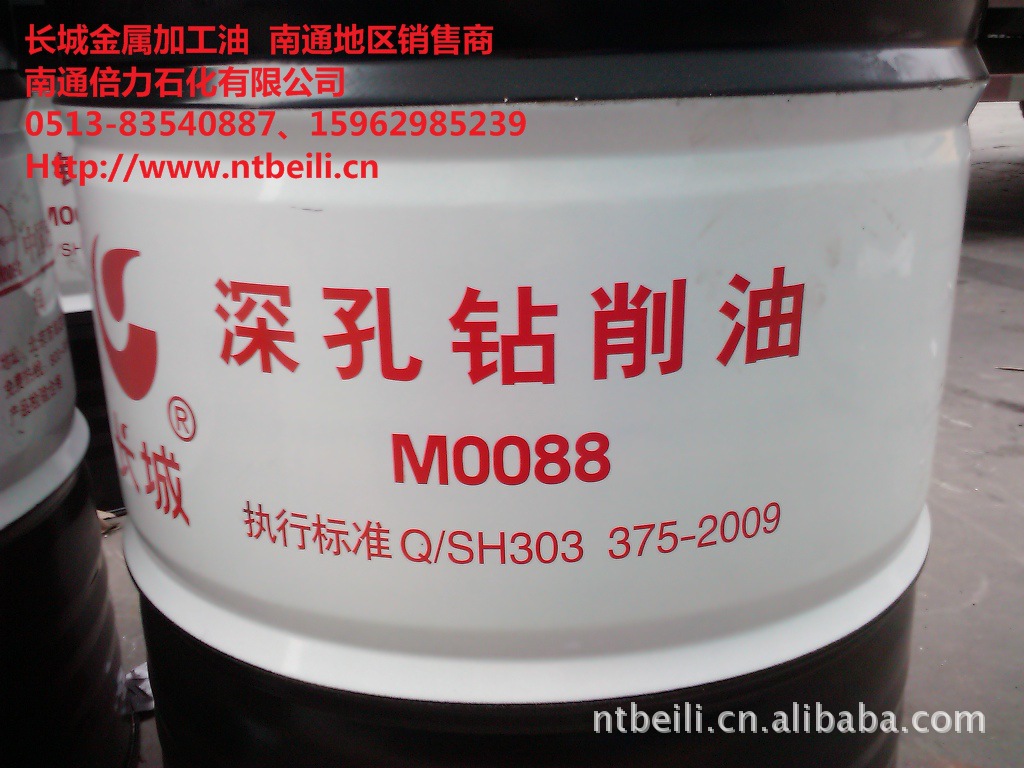 长城金属加工油 南通地区销售商
南通倍力石化有限公司
0513-83540887、15962985239
Http://www.ntbeili.cn
深孔钻削油
®
长城
M0088
执行标准 Q/SH303 375-2009
ntbeili.cn.alibaba.com